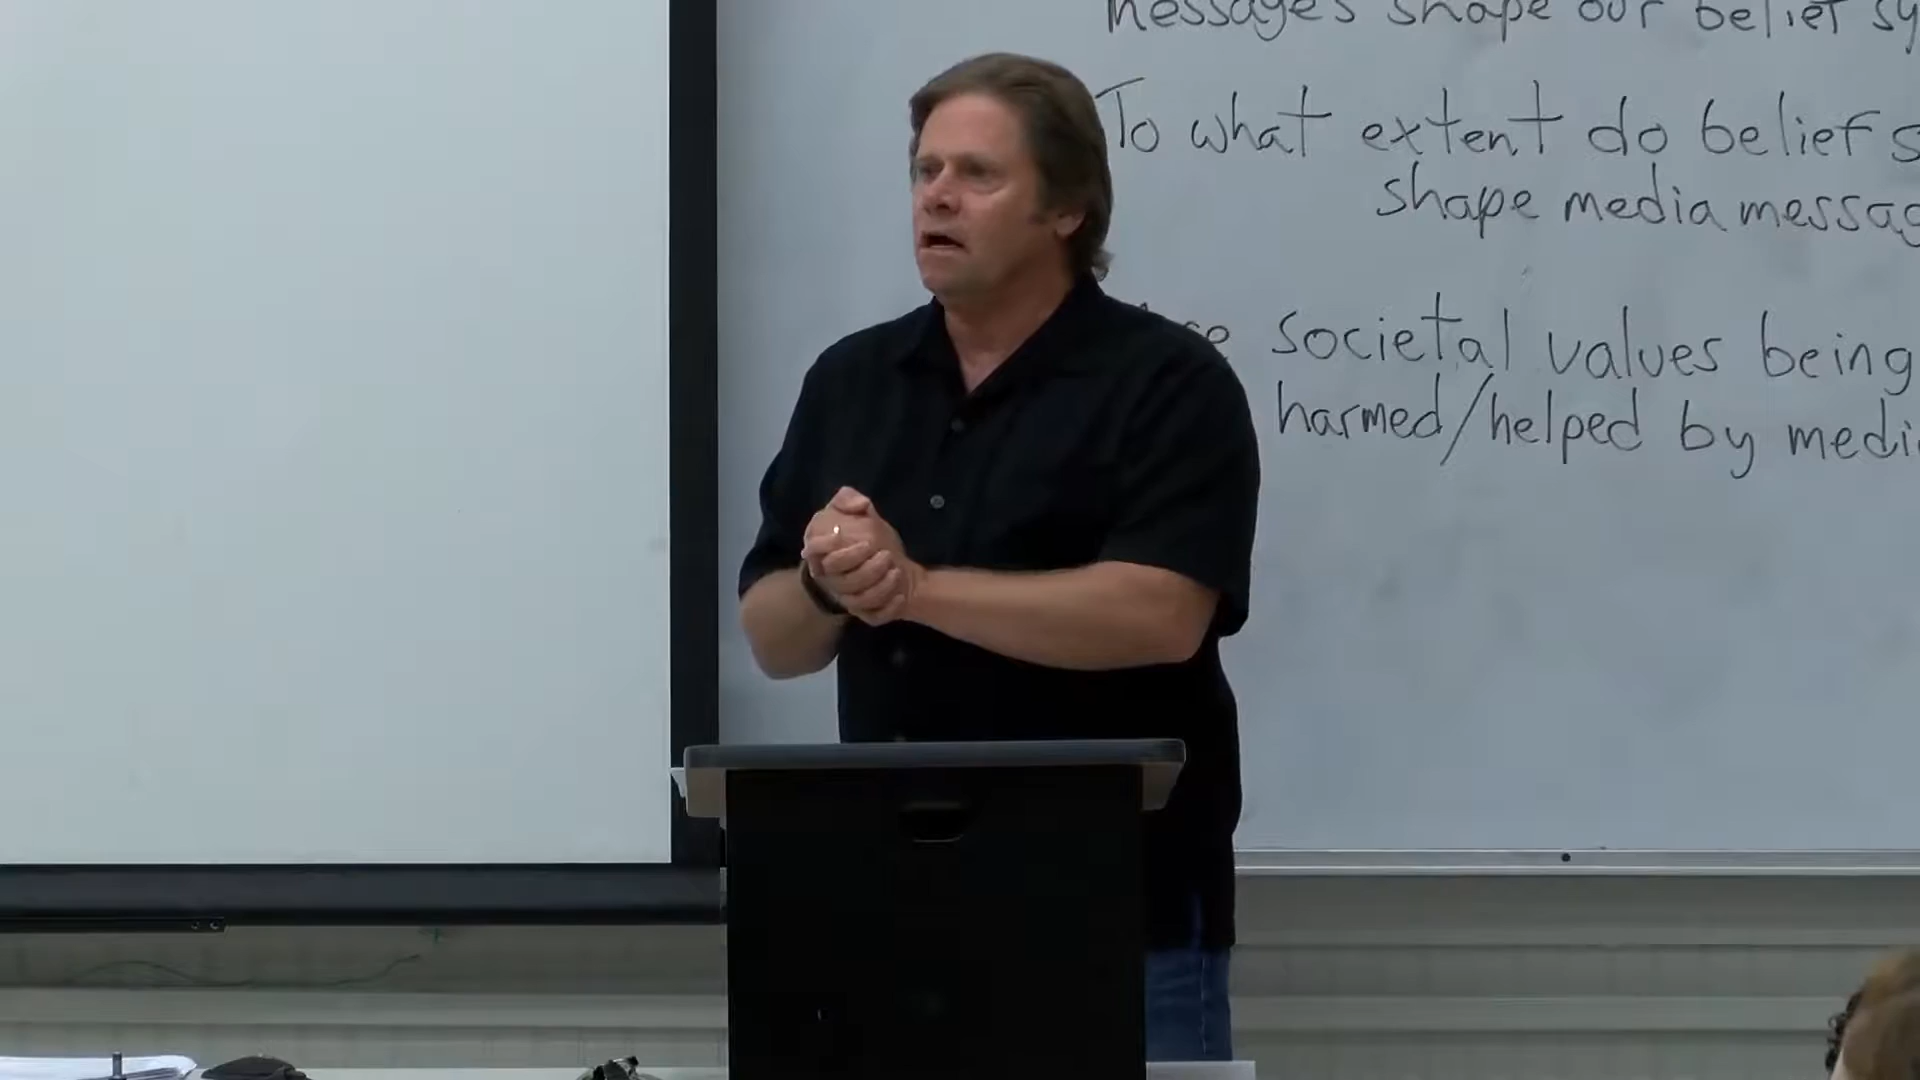 messages shape our belief sy
To what extent do belief s
shape media messag
societal values being
harmed/helped by medi